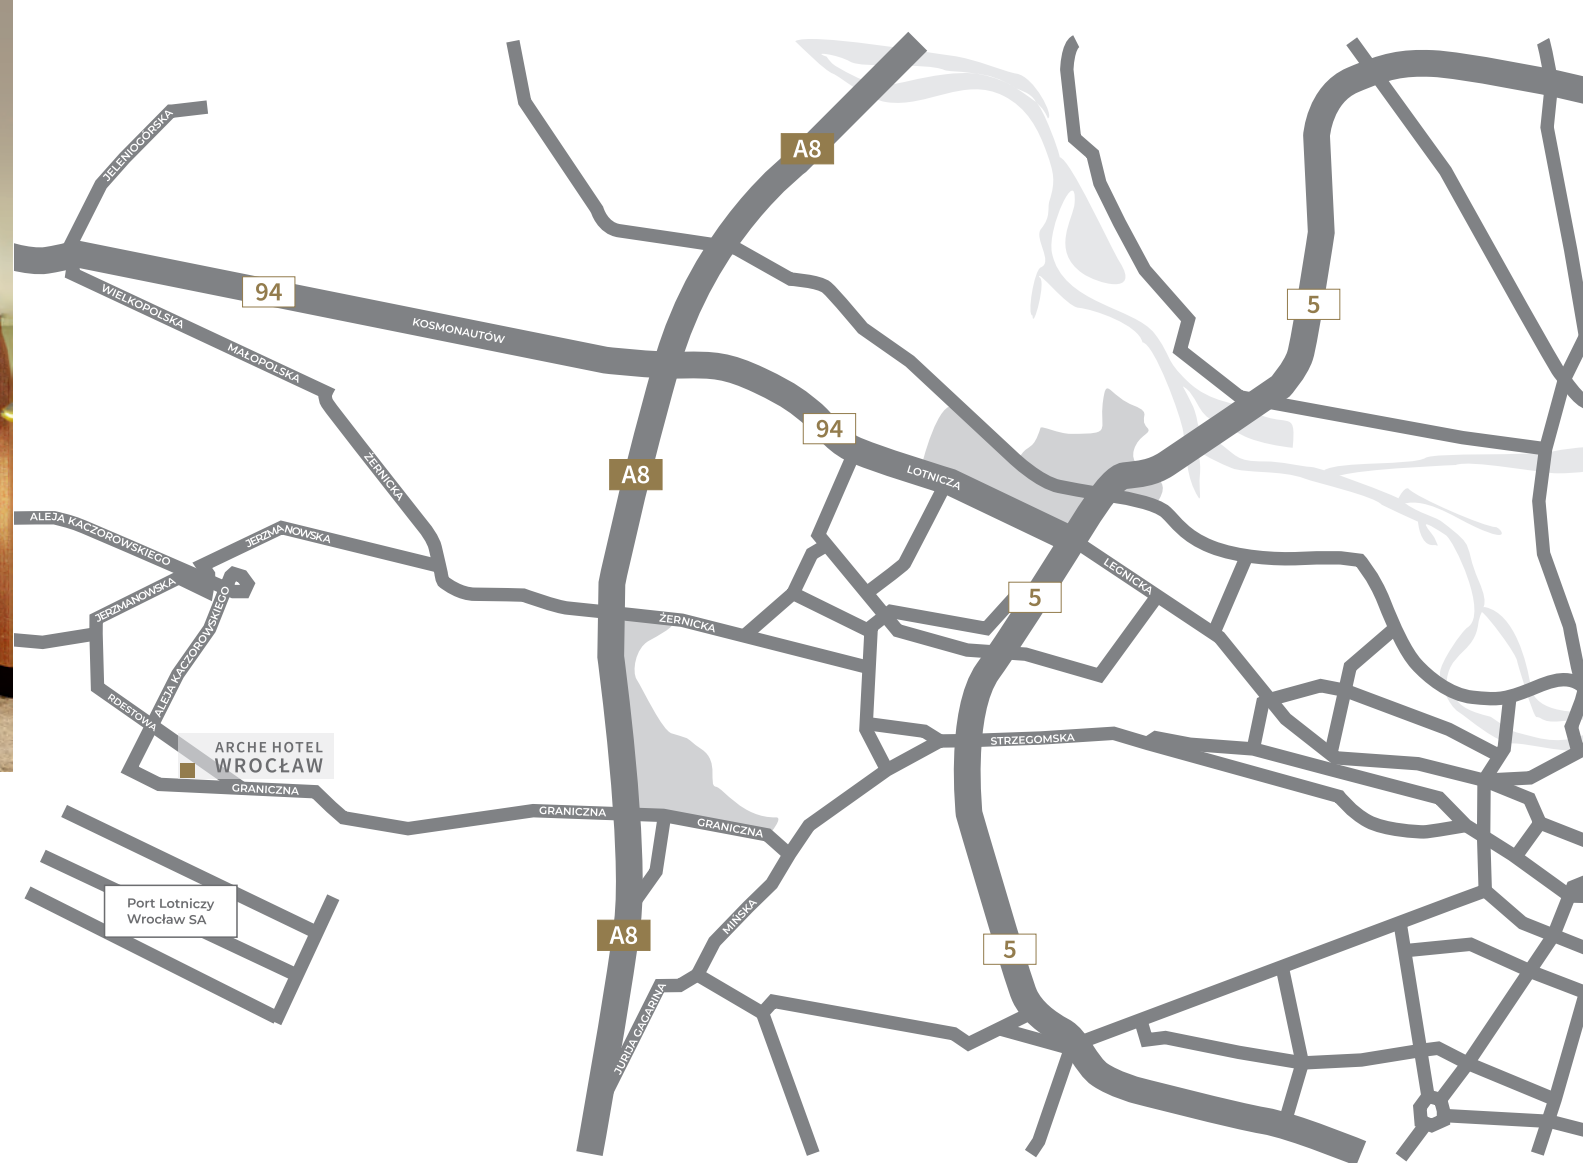 A8
JELENIOGÓRSKA
94
5
WIELKOPOLSKA
KOSMONAUTÓW
MAŁOPOLSKA
94
A8
ŻERNICKA
LOTNICZA
ALEJA KACZOROWSKIEGO
JERZMANOWSKA
LEGNICKA
JERZMANOWSKA
5
ALEJA KACZOROWSKIEGO
ŻERNICKA
RDESTOWA
STRZEGOMSKA
ARCHE HOTEL
WROCŁAW
GRANICZNA
GRANICZNA
GRANICZNA
Port Lotniczy
Wrocław SA
MIŃSKA
A8
5
JURIJA GAGARINA